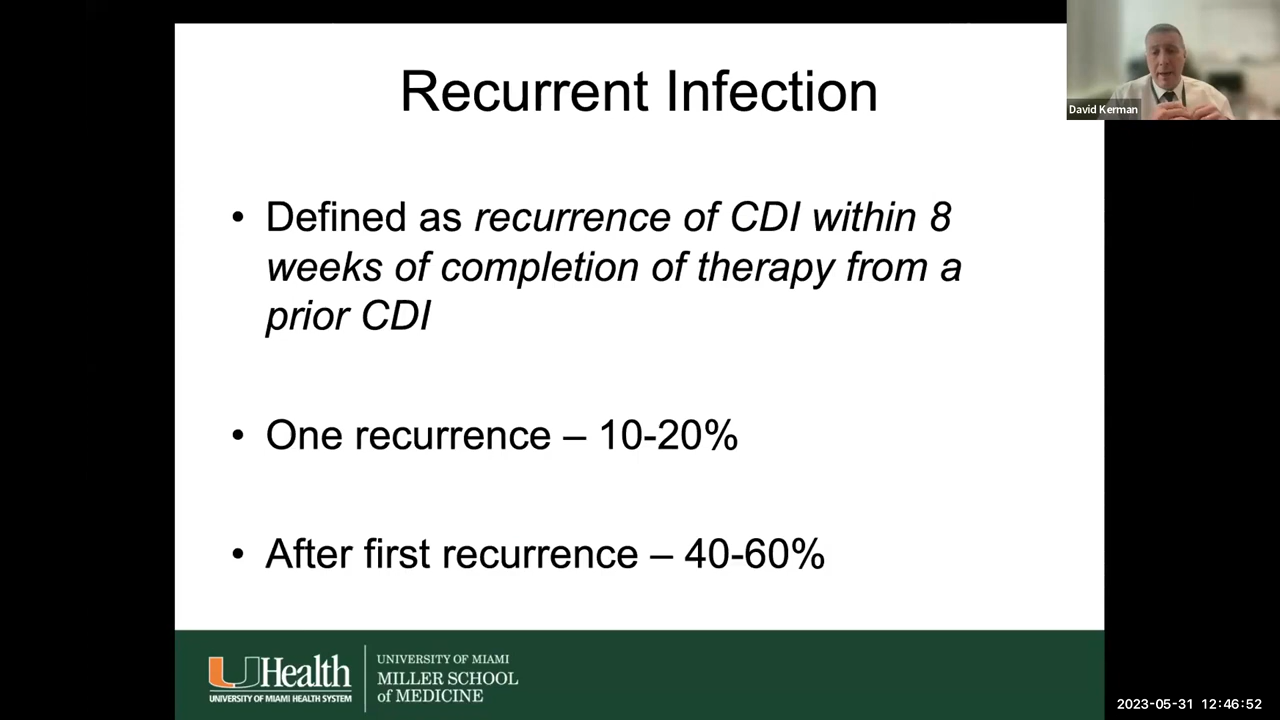 Recurrent Infection
David Kerman
• Defined as recurrence of CDI within 8
weeks of completion of therapy from a
prior CDI
• One recurrence – 10-20%
• After first recurrence – 40-60%
UHealth
UNIVERSITY OF MIAMI HEALTH SYSTEM
UNIVERSITY OF MIAMI
MILLER SCHOOL
of MEDICINE
2023-05-31 12:46:52